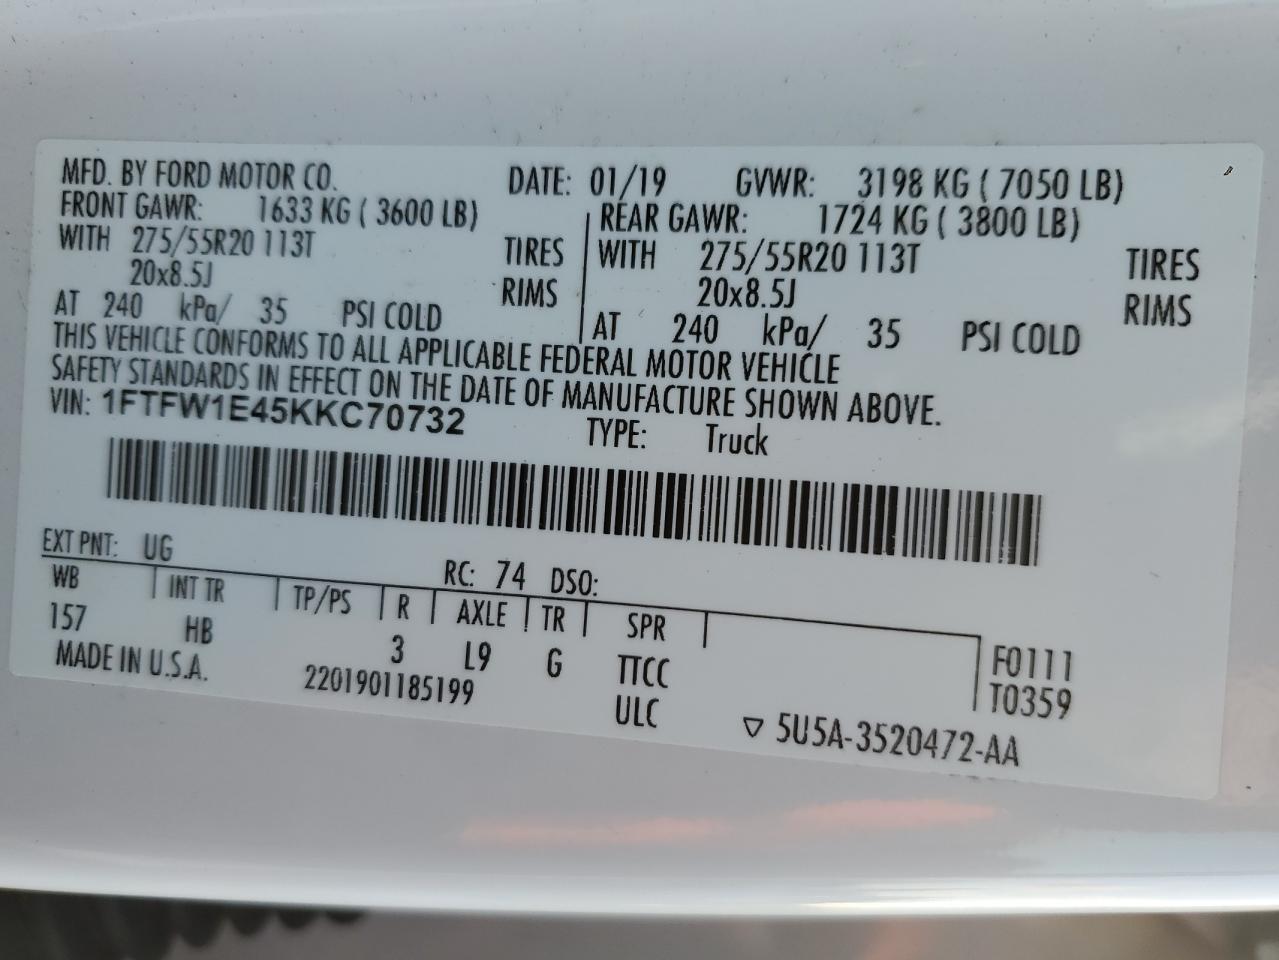 MFD. BY FORD MOTOR CO. DATE: 01/19 GVWR: 3198 KG ( 7050 LB)
FRONT GAWR: 1633 KG ( 3600 LB)
WITH 275/55R20 113T TIRES
20x8.5J RIMS
AT 240 kPa/ 35 PSI COLD
REAR GAWR: 1724 KG ( 3800 LB)
WITH 275/55R20 113T TIRES
20x8.5J RIMS
AT 240 kPa/ 35 PSI COLD
THIS VEHICLE CONFORMS TO ALL APPLICABLE FEDERAL MOTOR VEHICLE
SAFETY STANDARDS IN EFFECT ON THE DATE OF MANUFACTURE SHOWN ABOVE.
VIN: 1FTFW1E45KKC70732 TYPE: Truck
EXT PNT: UG RC: 74 DSO:
WB INT TR TP/PS R AXLE TR SPR
157 HB 3 L9 G TTCC F0111
ULC T0359
MADE IN U.S.A. 2201901185199 ▽ 5U5A-3520472-AA